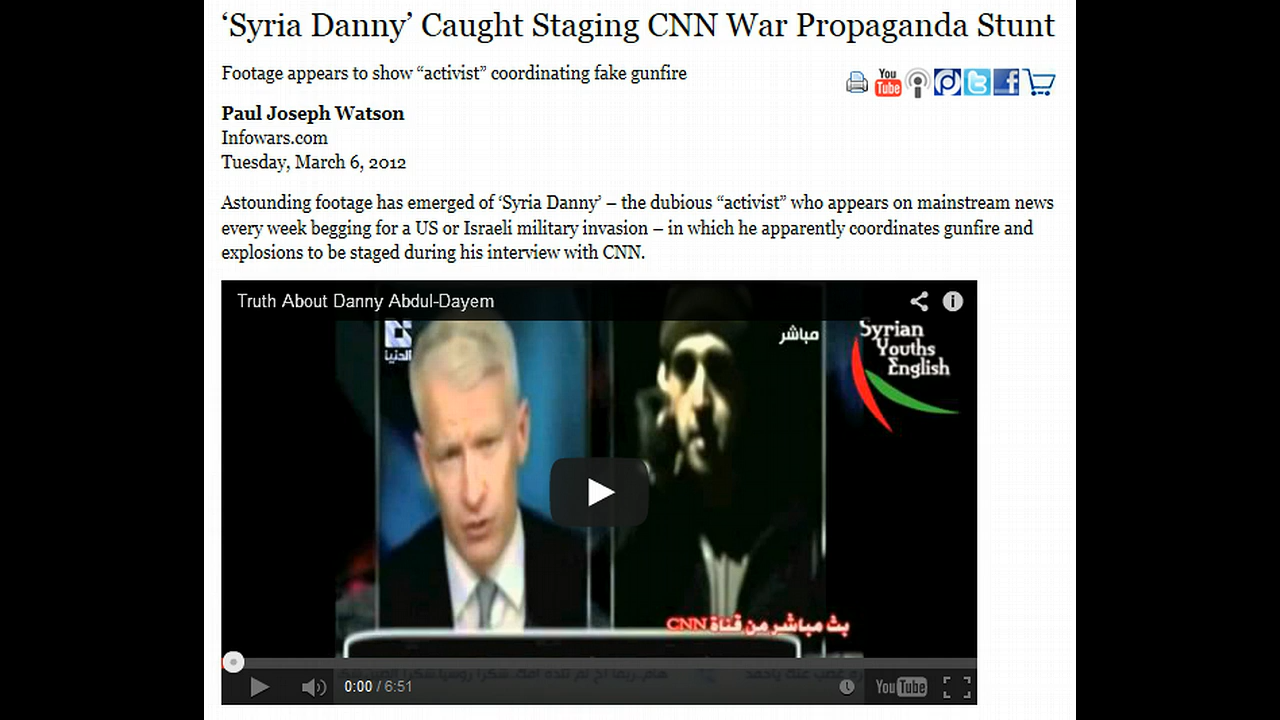 ‘Syria Danny’ Caught Staging CNN War Propaganda Stunt
Footage appears to show “activist” coordinating fake gunfire
You
Tube
Paul Joseph Watson
Infowars.com
Tuesday, March 6, 2012
Astounding footage has emerged of ‘Syria Danny’ – the dubious “activist” who appears on mainstream news
every week begging for a US or Israeli military invasion – in which he apparently coordinates gunfire and
explosions to be staged during his interview with CNN.
Truth About Danny Abdul-Dayem
الدنيا
مباشر
Syrian
Youths
English
بث مباشر من قناة CNN
0:00 / 6:51
YouTube